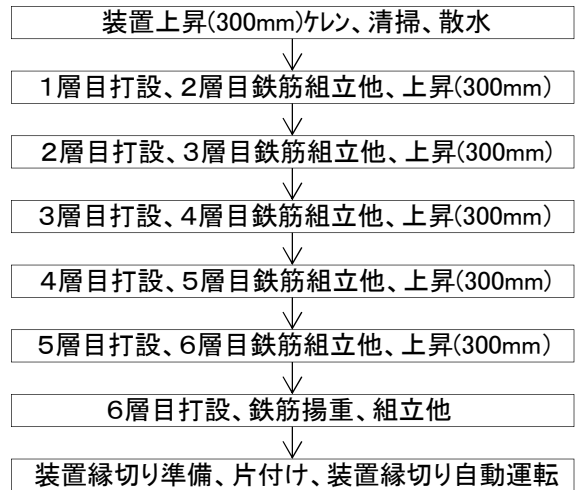 装置上昇(300mm)ｹﾚﾝ、清掃、散水
１層目打設、２層目鉄筋組立他、上昇(300mm)
２層目打設、３層目鉄筋組立他、上昇(300mm)
３層目打設、４層目鉄筋組立他、上昇(300mm)
４層目打設、５層目鉄筋組立他、上昇(300mm)
５層目打設、６層目鉄筋組立他、上昇(300mm)
６層目打設、鉄筋揚重、組立他
装置縁切り準備、片付け、装置縁切り自動運転